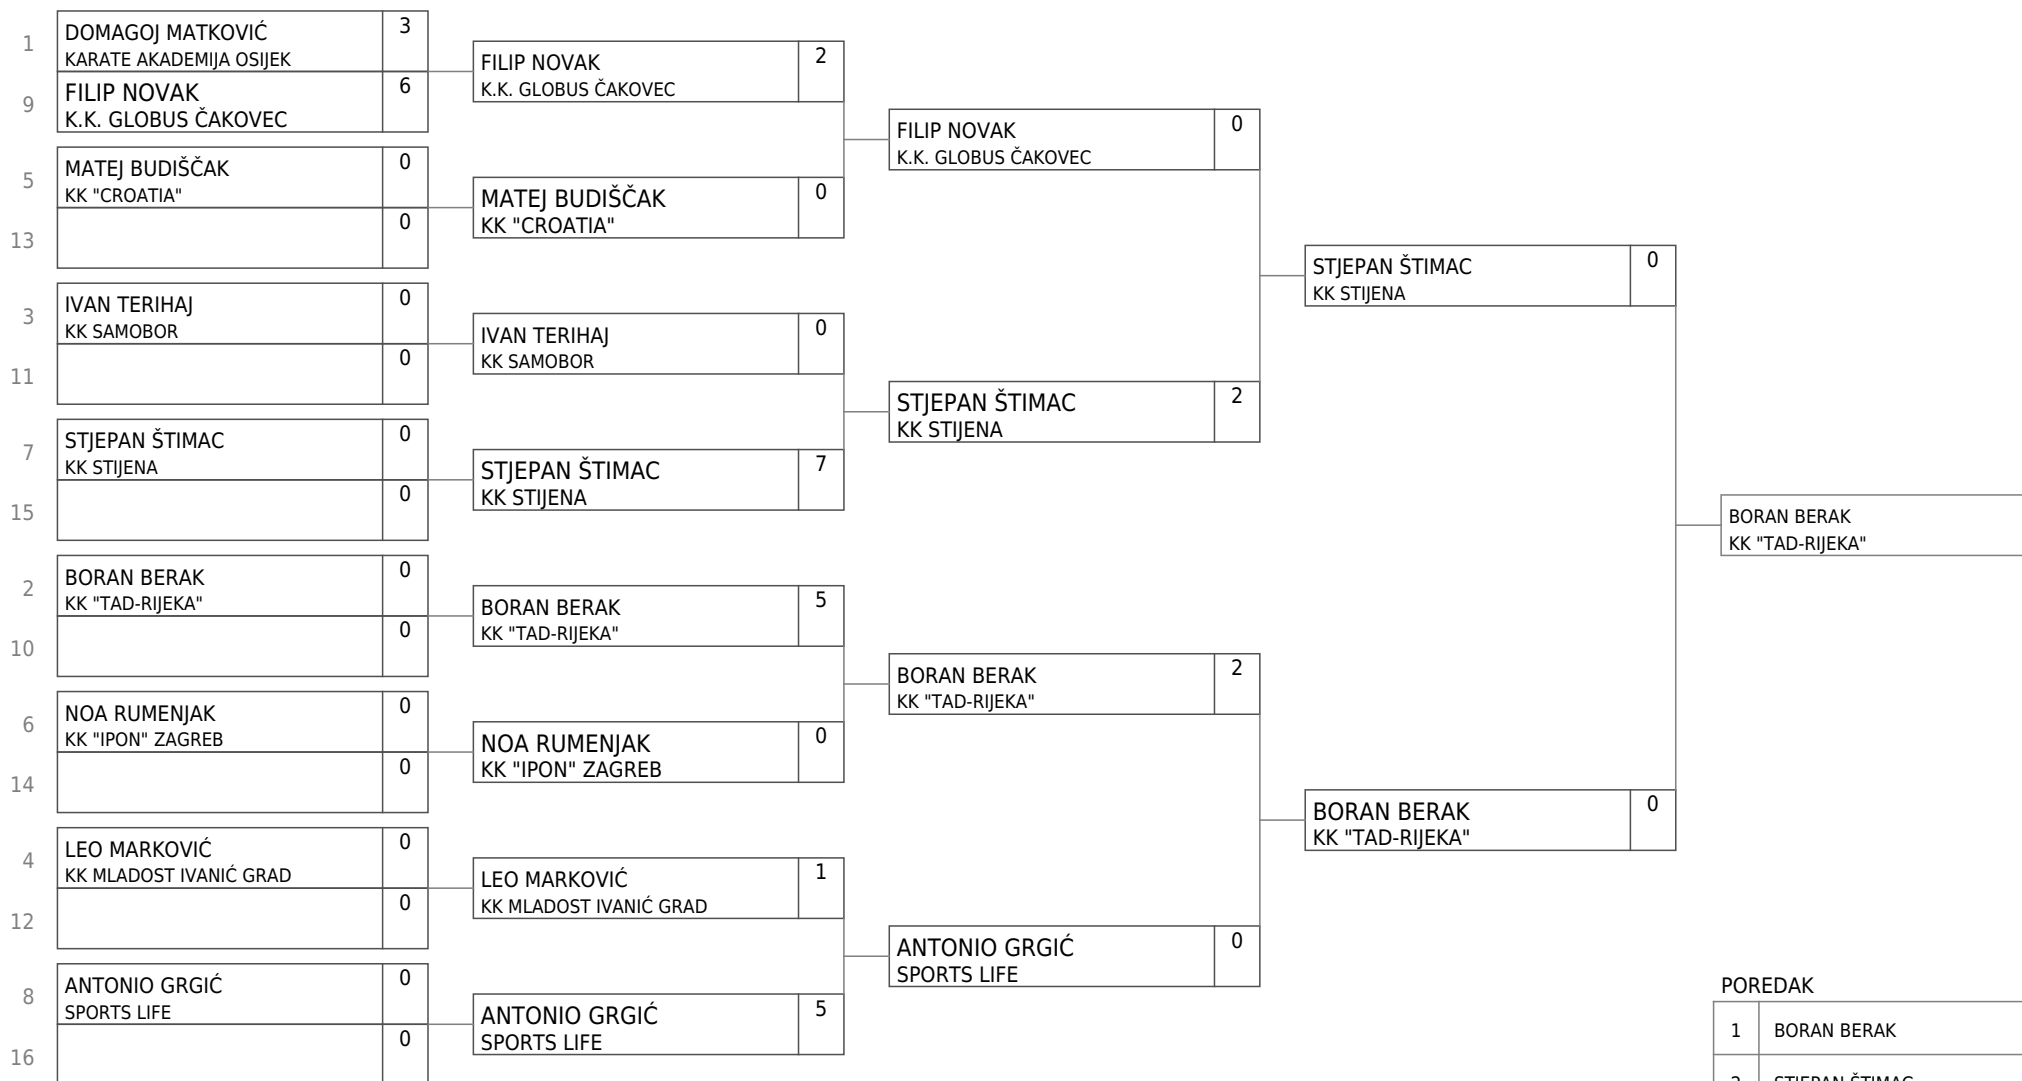 1
DOMAGOJ MATKOVIĆ
KARATE AKADEMIJA OSIJEK
3
9
FILIP NOVAK
K.K. GLOBUS ČAKOVEC
6
5
MATEJ BUDIŠČAK
KK "CROATIA"
0
13
0
3
IVAN TERIHAJ
KK SAMOBOR
0
11
0
7
STJEPAN ŠTIMAC
KK STIJENA
0
15
0
2
BORAN BERAK
KK "TAD-RIJEKA"
0
10
0
6
NOA RUMENJAK
KK "IPON" ZAGREB
0
14
0
4
LEO MARKOVIĆ
KK MLADOST IVANIĆ GRAD
0
12
0
8
ANTONIO GRGIĆ
SPORTS LIFE
0
16
0
FILIP NOVAK
K.K. GLOBUS ČAKOVEC
2
MATEJ BUDIŠČAK
KK "CROATIA"
0
IVAN TERIHAJ
KK SAMOBOR
0
STJEPAN ŠTIMAC
KK STIJENA
7
BORAN BERAK
KK "TAD-RIJEKA"
5
NOA RUMENJAK
KK "IPON" ZAGREB
0
LEO MARKOVIĆ
KK MLADOST IVANIĆ GRAD
1
ANTONIO GRGIĆ
SPORTS LIFE
5
FILIP NOVAK
K.K. GLOBUS ČAKOVEC
0
STJEPAN ŠTIMAC
KK STIJENA
2
BORAN BERAK
KK "TAD-RIJEKA"
2
ANTONIO GRGIĆ
SPORTS LIFE
0
STJEPAN ŠTIMAC
KK STIJENA
0
BORAN BERAK
KK "TAD-RIJEKA"
0
BORAN BERAK
KK "TAD-RIJEKA"
POREDAK
1 BORAN BERAK
2 STJEPAN ŠTIMAC